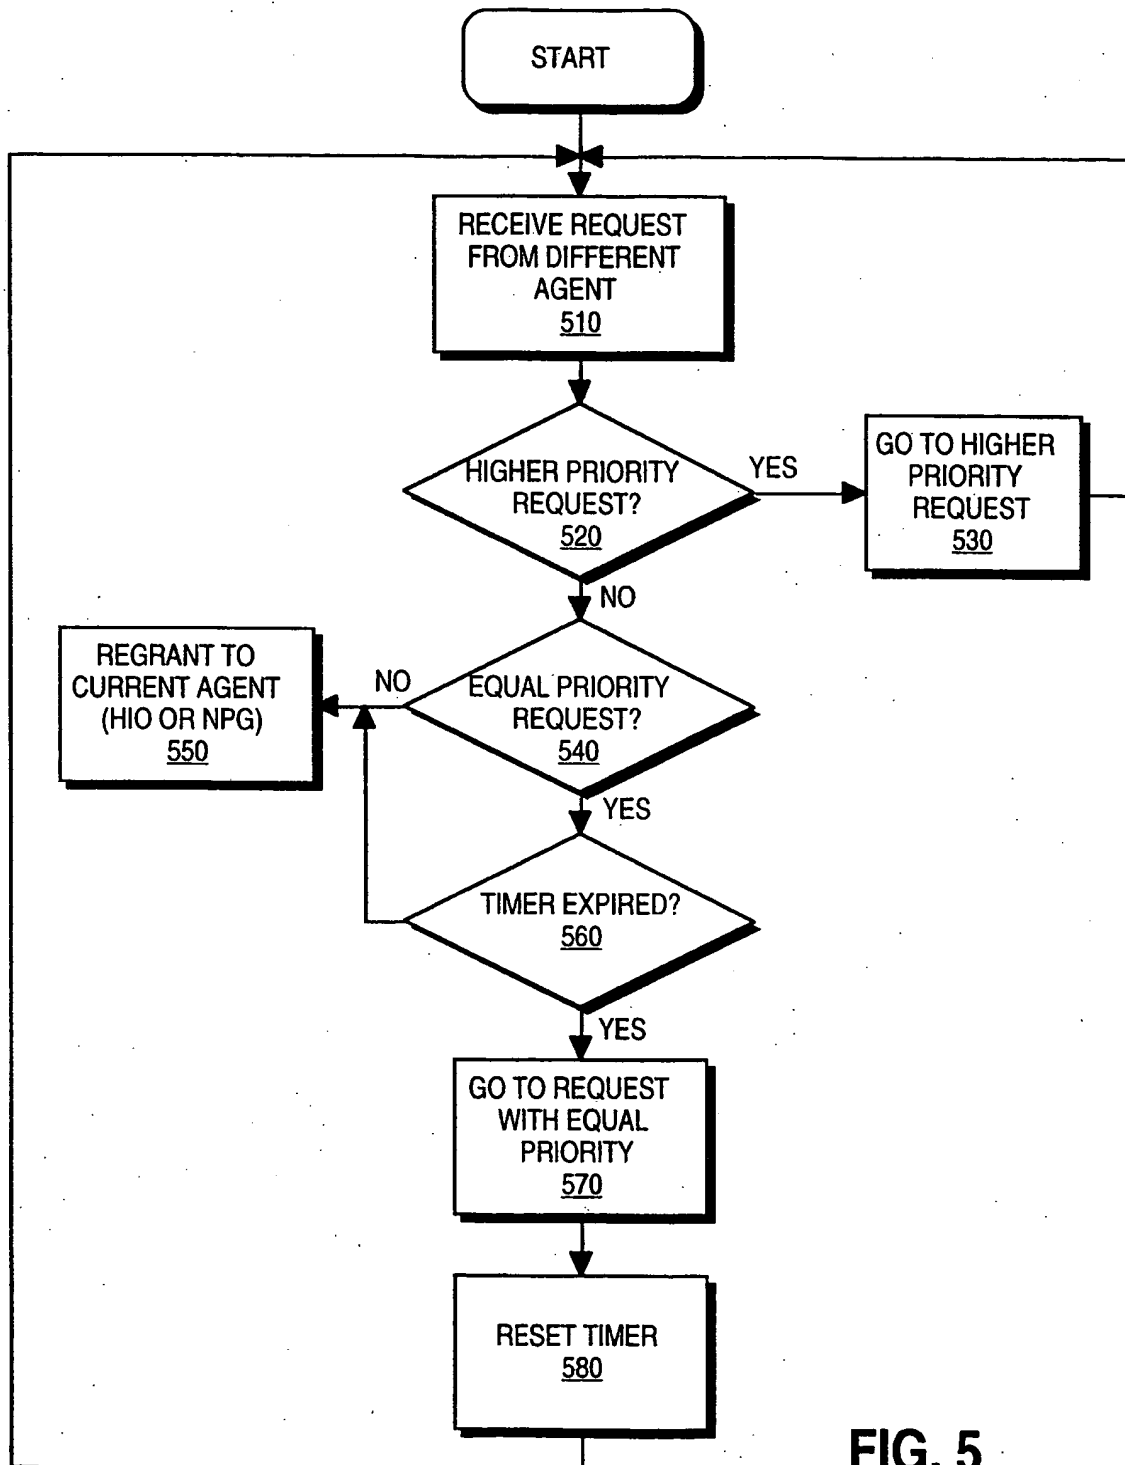 START
RECEIVE REQUEST
FROM DIFFERENT
AGENT
510
HIGHER PRIORITY
REQUEST?
520
YES
GO TO HIGHER
PRIORITY
REQUEST
530
NO
REGRANT TO
CURRENT AGENT
(HIO OR NPG)
550
NO
EQUAL PRIORITY
REQUEST?
540
YES
TIMER EXPIRED?
560
YES
GO TO REQUEST
WITH EQUAL
PRIORITY
570
RESET TIMER
580
FIG. 5